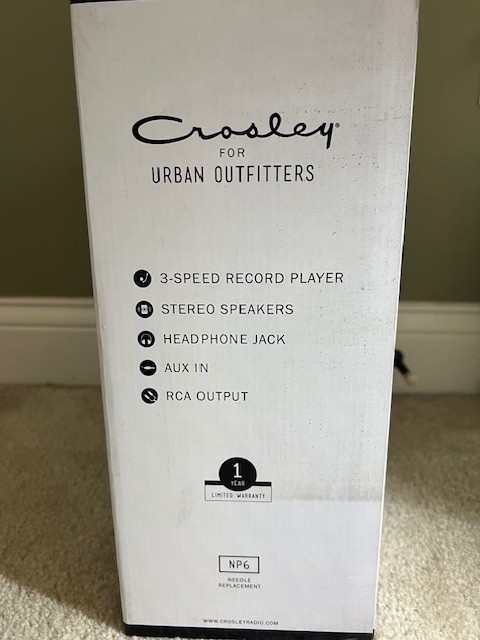 Crosley®
FOR
URBAN OUTFITTERS
3-SPEED RECORD PLAYER
STEREO SPEAKERS
HEADPHONE JACK
AUX IN
RCA OUTPUT
1
YEAR
LIMITED WARRANTY
NP6
NEEDLE
REPLACEMENT
WWW.CROSLEYRADIO.COM